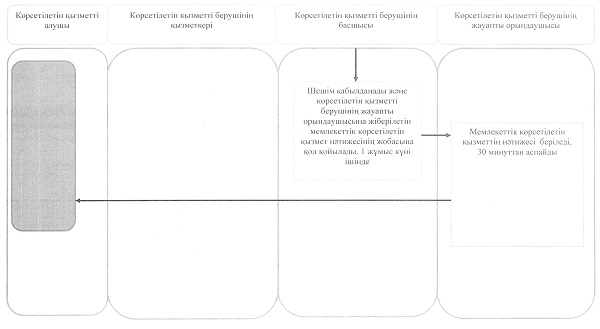 Көрсетілетін қызметті
алушы
Көрсетілетін қызметті берушінің
қызметкері
Көрсетілетін қызметті берушінің
басшысы
Көрсетілетін қызметті берушінің
жауапты орындаушысы
Шешім қабылданады және
көрсетілетін қызметті
берушінің жауапты
орындаушысына жіберілетін
мемлекеттік көрсетілетін
қызмет нәтижесінің жобасына
қол қойылады, 1 жұмыс күні
ішінде
Мемлекеттік көрсетілетін
қызметтің нәтижесі берілелі,
30 минуттан аспайды